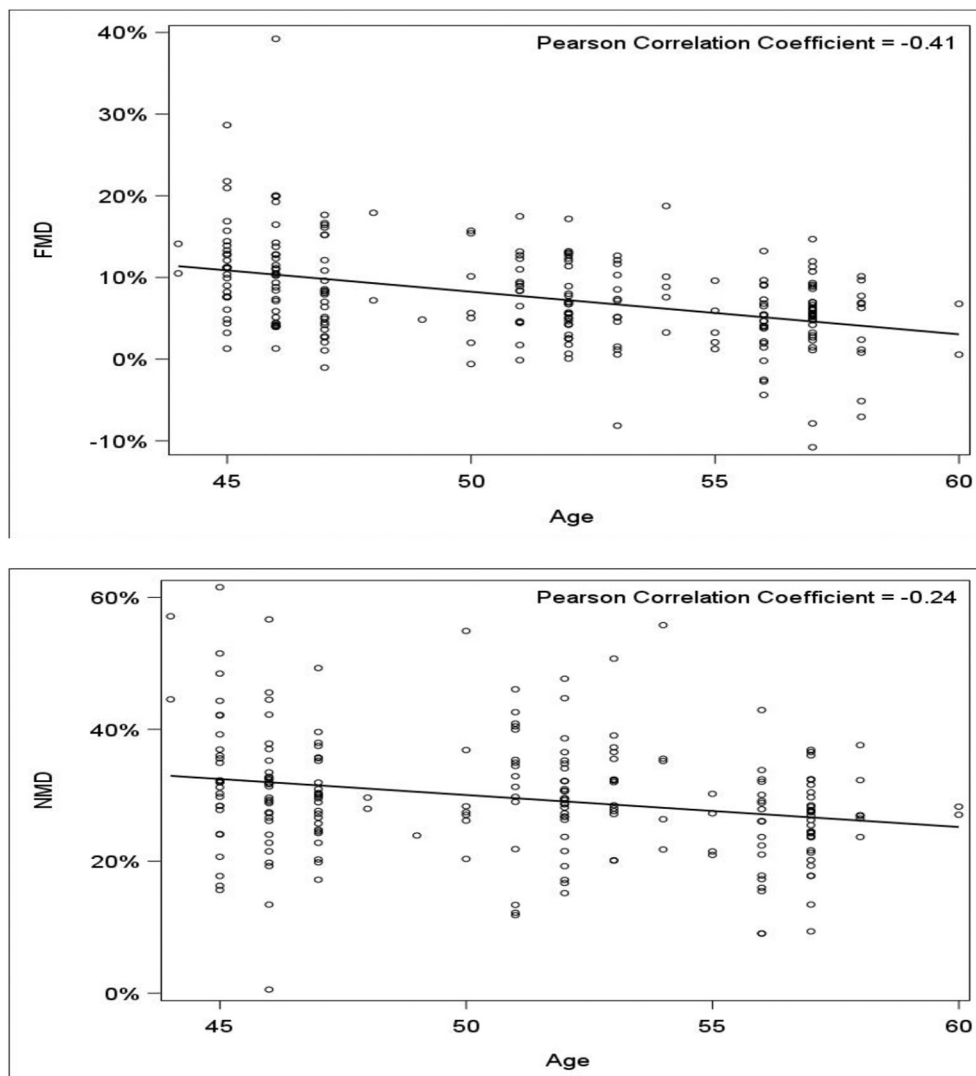 Pearson Correlation Coefficient = -0.41
40%
30%
20%
10%
0%
-10%
FMD
45 50 55 60
Age
Pearson Correlation Coefficient = -0.24
60%
40%
20%
0%
NMD
45 50 55 60
Age